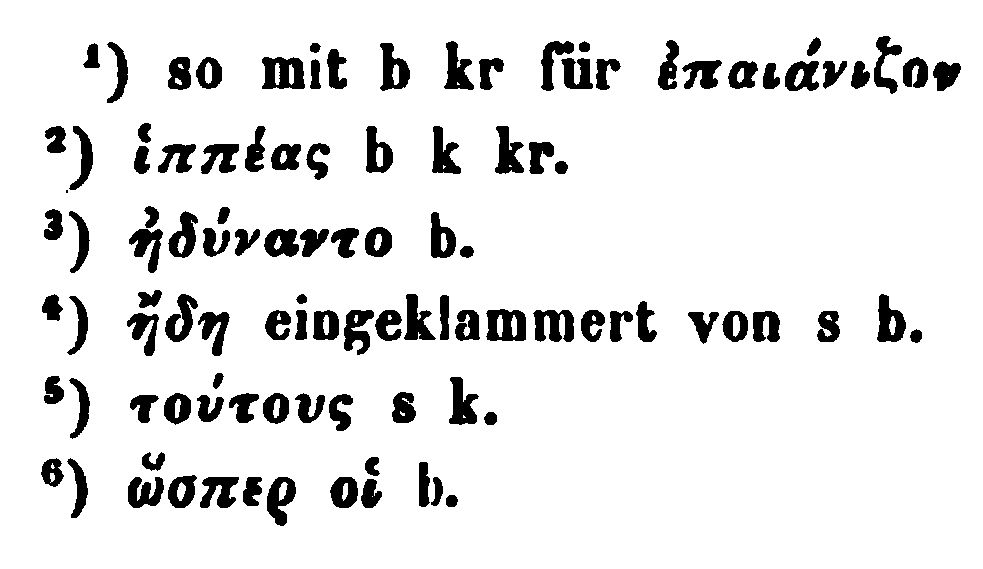 ¹) so mit b kr für ἐπαιάνιζον
²) ἱππέας b k kr.
³) ἠδύναντο b.
⁴) ἤδη eingeklammert von s b.
⁵) τούτους s k.
⁶) ὥσπερ οἱ b.